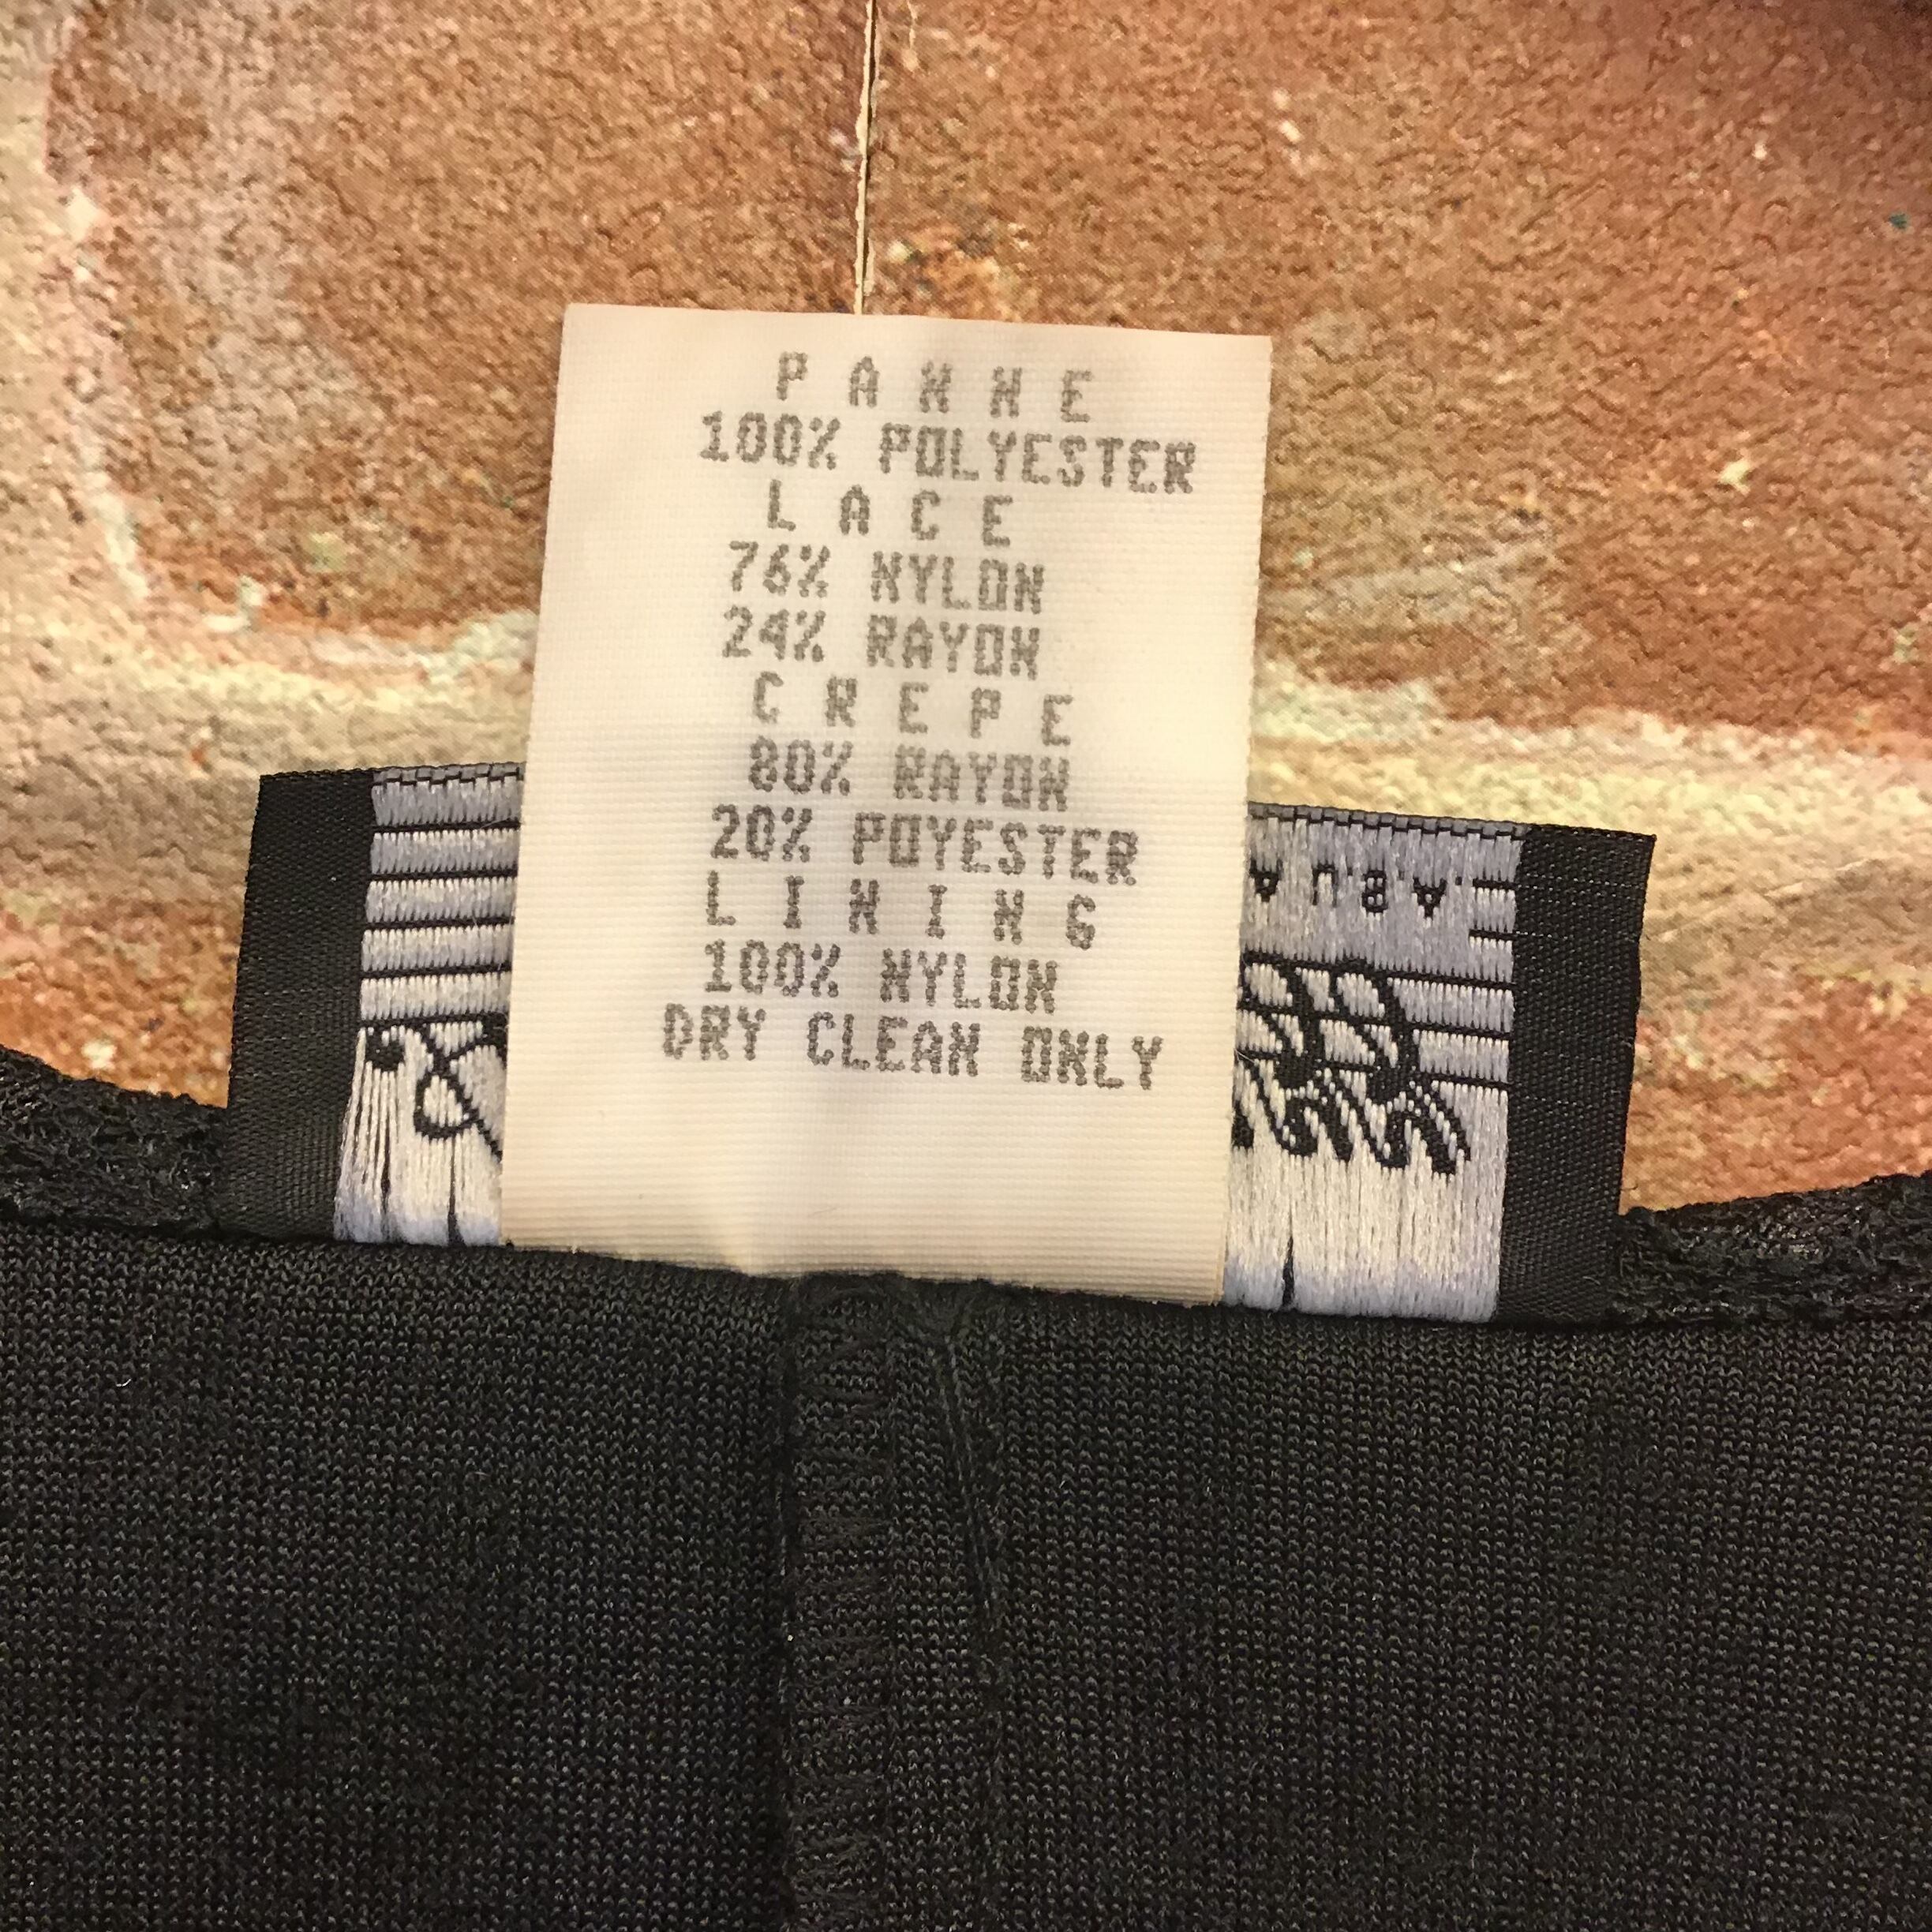 PANNE
100% POLYESTER
LACE
76% NYLON
24% RAYON
CREPE
80% RAYON
20% POYESTER
LINING
100% NYLON
DRY CLEAN ONLY